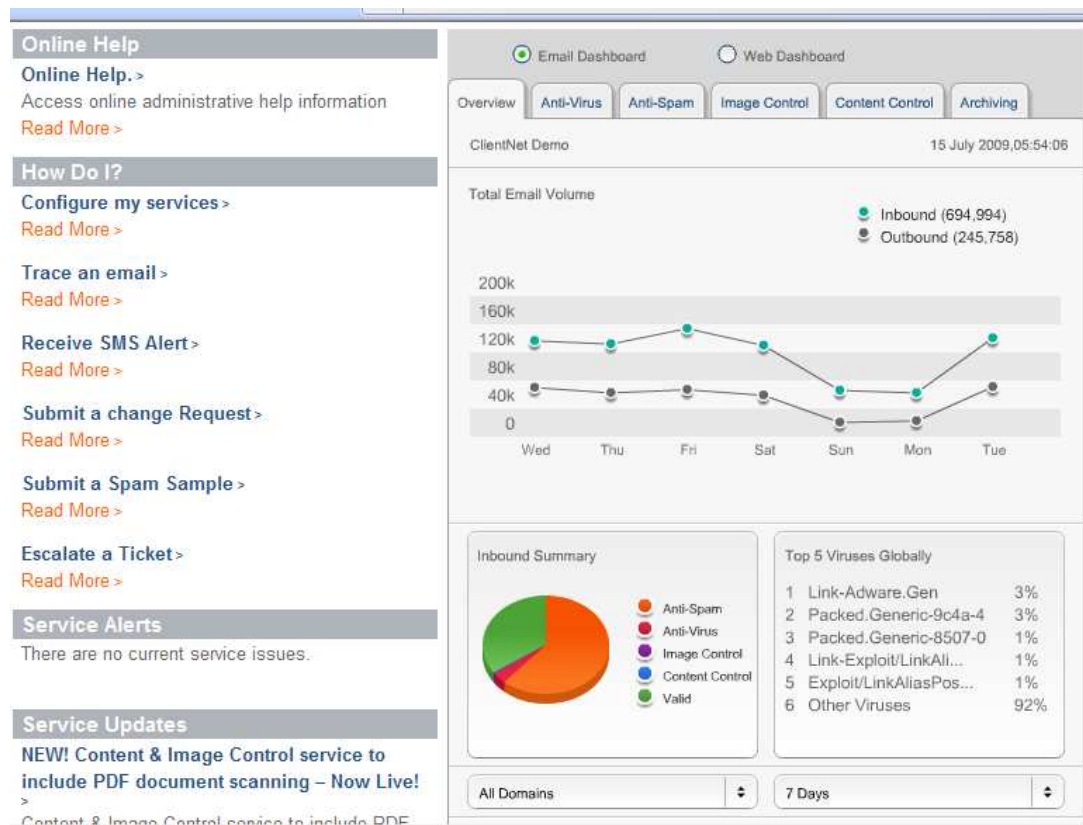 Online Help
Online Help. >
Access online administrative help information
Read More >
How Do I?
Configure my services >
Read More >
Trace an email >
Read More >
Receive SMS Alert >
Read More >
Submit a change Request >
Read More >
Submit a Spam Sample >
Read More >
Escalate a Ticket >
Read More >
Service Alerts
There are no current service issues.
Service Updates
NEW! Content & Image Control service to
include PDF document scanning – Now Live!
>
Content & Image Control service to include PDF
Email Dashboard Web Dashboard
Overview Anti-Virus Anti-Spam Image Control Content Control Archiving
ClientNet Demo 15 July 2009,05:54:06
Total Email Volume
Inbound (694,994)
Outbound (245,758)
200k
160k
120k
80k
40k
0
Wed Thu Fri Sat Sun Mon Tue
Inbound Summary
Anti-Spam
Anti-Virus
Image Control
Content Control
Valid
Top 5 Viruses Globally
1 Link-Adware.Gen 3%
2 Packed.Generic-9c4a-4 3%
3 Packed.Generic-8507-0 1%
4 Link-Exploit/LinkAli... 1%
5 Exploit/LinkAliasPos... 1%
6 Other Viruses 92%
All Domains 7 Days